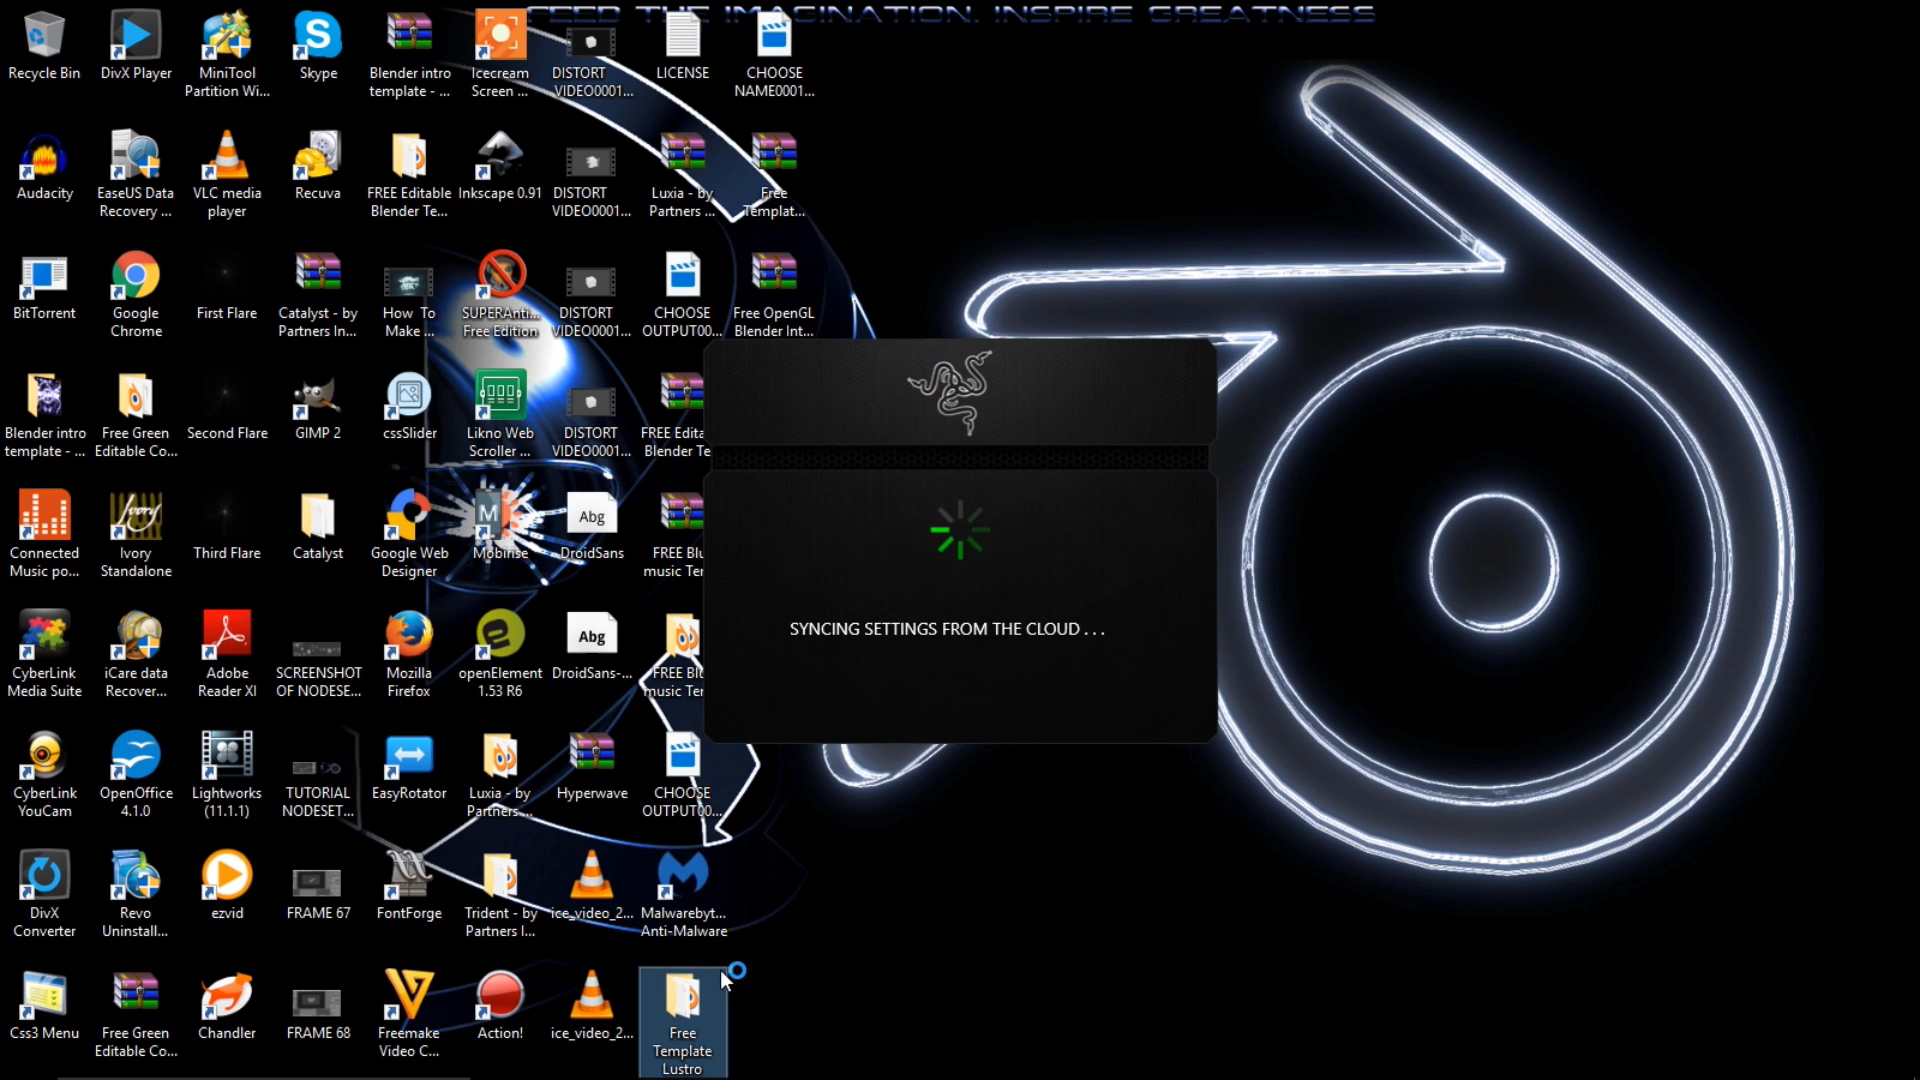 FEED THE IMAGINATION. INSPIRE GREATNESS
Recycle Bin
DivX Player
MiniTool
Partition Wi...
Skype
Blender intro
template - ...
Icecream
Screen ...
DISTORT
VIDEO0001...
LICENSE
CHOOSE
NAME0001...
Audacity
EaseUS Data
Recovery ...
VLC media
player
Recuva
FREE Editable
Blender Te...
Inkscape 0.91
DISTORT
VIDEO0001...
Luxia - by
Partners ...
Free
Templat...
BitTorrent
Google
Chrome
First Flare
Catalyst - by
Partners In...
How To
Make ...
SUPERAnti...
Free Edition
DISTORT
VIDEO0001...
CHOOSE
OUTPUT00...
Free OpenGL
Blender Int...
Blender intro
template - ...
Free Green
Editable Co...
Second Flare
GIMP 2
cssSlider
Likno Web
Scroller ...
DISTORT
VIDEO0001...
FREE Edita
Blender Te
Connected
Music po...
Ivory
Ivory
Standalone
Third Flare
Catalyst
Google Web
Designer
M
Mobirise
Abg
DroidSans
FREE Blu
music Ter
CyberLink
Media Suite
iCare data
Recover...
Adobe
Reader XI
SCREENSHOT
OF NODESE...
Mozilla
Firefox
openElement
1.53 R6
Abg
DroidSans-...
FREE Blu
music Ter
SYNCING SETTINGS FROM THE CLOUD . . .
CyberLink
YouCam
OpenOffice
4.1.0
Lightworks
(11.1.1)
TUTORIAL
NODESET...
EasyRotator
Luxia - by
Partners ...
Hyperwave
CHOOSE
OUTPUT00...
DivX
Converter
Revo
Uninstall...
ezvid
FRAME 67
FontForge
Trident - by
Partners I...
ice_video_2...
Malwarebyt...
Anti-Malware
Css3 Menu
Free Green
Editable Co...
Chandler
FRAME 68
Freemake
Video C...
Action!
ice_video_2...
Free
Template
Lustro